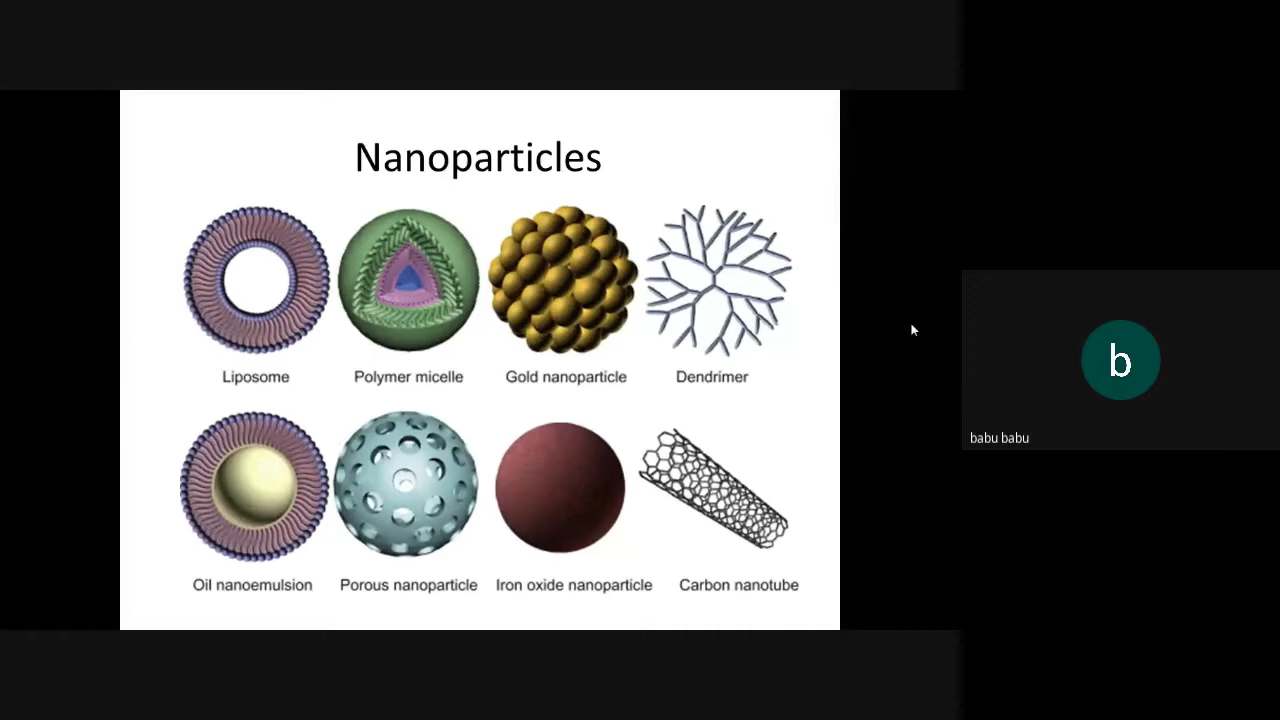 Nanoparticles
Liposome Polymer micelle Gold nanoparticle Dendrimer
Oil nanoemulsion Porous nanoparticle Iron oxide nanoparticle Carbon nanotube
b
babu babu